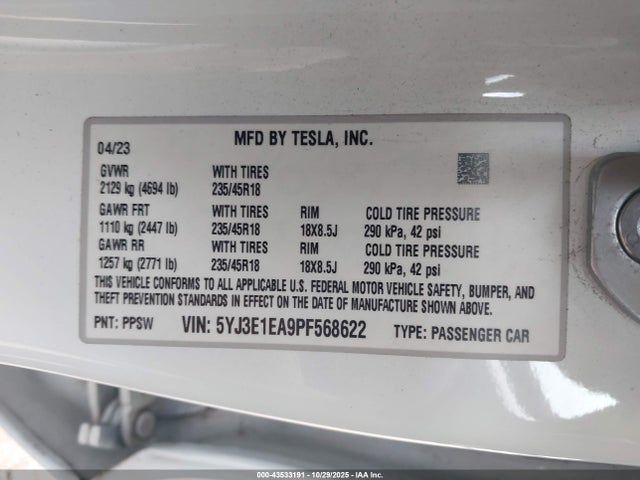 MFD BY TESLA, INC.
04/23
GVWR WITH TIRES
2129 kg (4694 lb) 235/45R18
GAWR FRT WITH TIRES RIM COLD TIRE PRESSURE
1110 kg (2447 lb) 235/45R18 18X8.5J 290 kPa, 42 psi
GAWR RR WITH TIRES RIM COLD TIRE PRESSURE
1257 kg (2771 lb) 235/45R18 18X8.5J 290 kPa, 42 psi
THIS VEHICLE CONFORMS TO ALL APPLICABLE U.S. FEDERAL MOTOR VEHICLE SAFETY, BUMPER, AND
THEFT PREVENTION STANDARDS IN EFFECT ON THE DATE OF MANUFACTURE SHOWN ABOVE.
PNT: PPSW VIN: 5YJ3E1EA9PF568622 TYPE: PASSENGER CAR
000-43533191 - 10/29/2025 - IAA Inc.